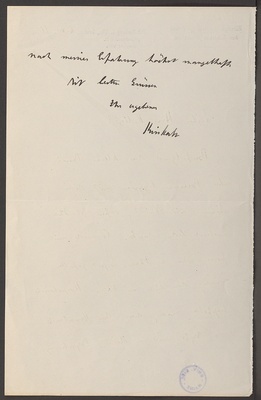 nach meiner Erfahrung höchst mangelhaft.
Mit besten Grüssen
Ihr ergebener